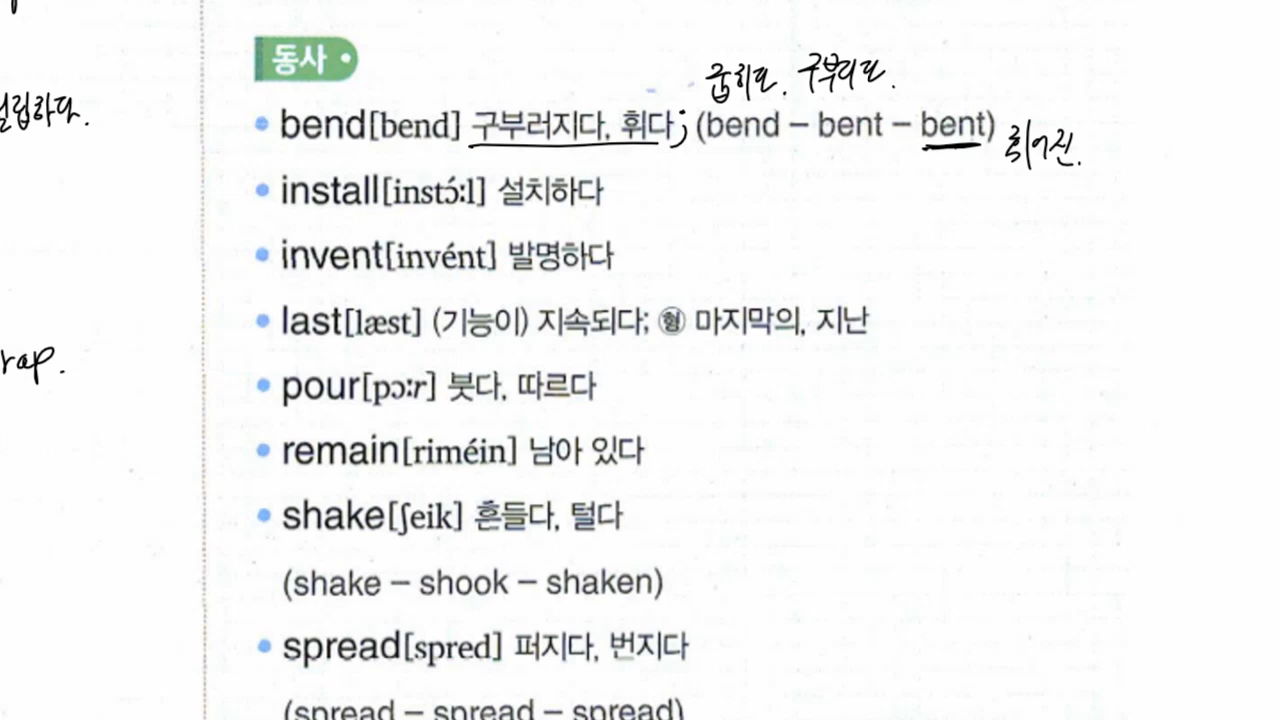 동사
굽히다. 구부리다.
bend[bend] 구부러지다, 휘다; (bend – bent – bent) 휘어진.
install[instɔ́ːl] 설치하다
invent[invént] 발명하다
last[læst] (기능이) 지속되다; 형 마지막의, 지난
pour[pɔːr] 붓다, 따르다
rap.
remain[riméin] 남아 있다
shake[ʃeik] 흔들다, 털다
(shake – shook – shaken)
spread[spred] 퍼지다, 번지다
(spread – spread – spread)